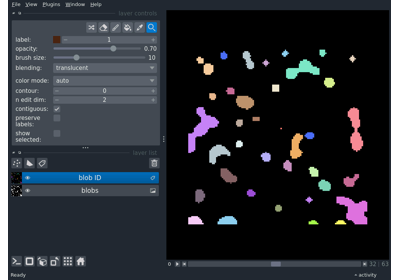 File View Plugins Window Help
layer controls
label: 1
opacity: 0.70
brush size: 10
blending: translucent
color mode: auto
contour: 0
n edit dim: 2
contiguous:
preserve
labels:
show
selected:
layer list
blob ID
blobs
32 | 63
Ready
activity